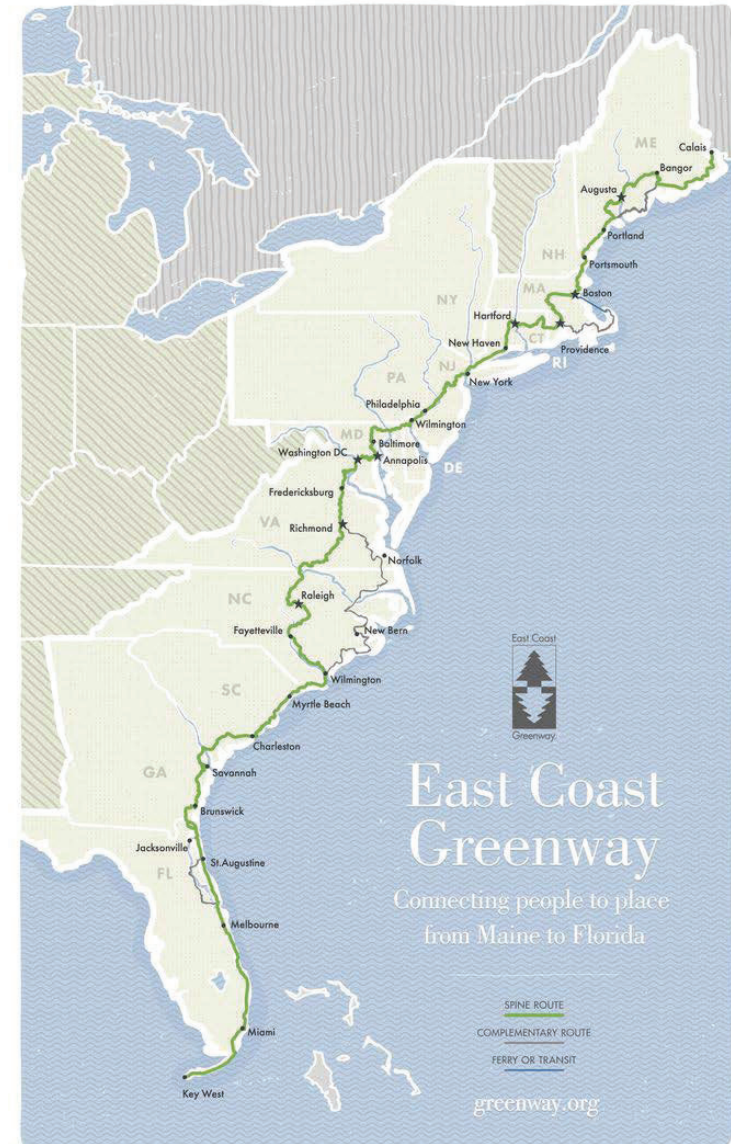 ME
Calais
Bangor
Augusta
Portland
NH
Portsmouth
MA
Boston
NY
Hartford
CT
Providence
RI
New Haven
PA
NJ
New York
Philadelphia
Wilmington
MD
Baltimore
Washington DC
Annapolis
DE
Fredericksburg
VA
Richmond
Norfolk
NC
Raleigh
Fayetteville
New Bern
Wilmington
SC
Myrtle Beach
Charleston
GA
Savannah
Brunswick
Jacksonville
St.Augustine
FL
Melbourne
Miami
Key West
East Coast
Greenway
East Coast
Greenway
Connecting people to place
from Maine to Florida
SPINE ROUTE
COMPLEMENTARY ROUTE
FERRY OR TRANSIT
greenway.org